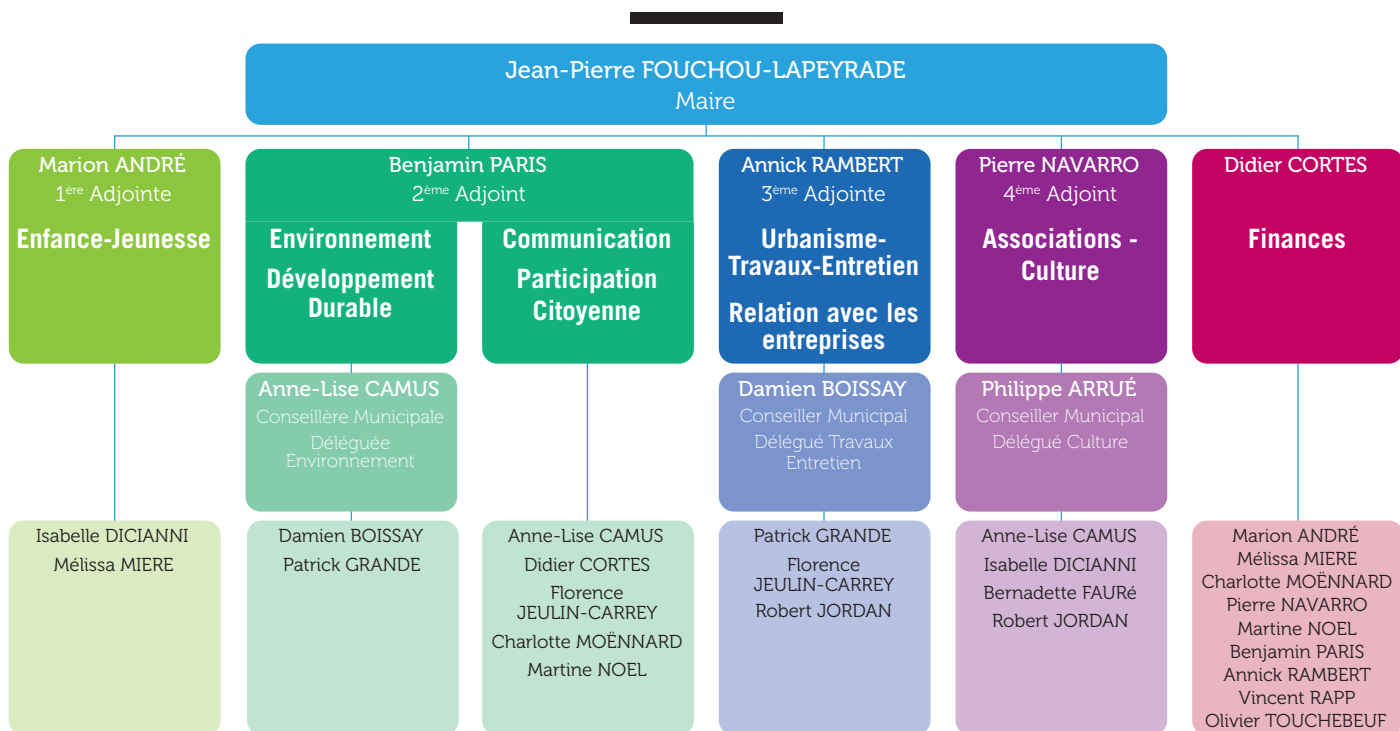 Jean-Pierre FOUCHOU-LAPEYRADE
Maire
Marion ANDRÉ
1ère Adjointe
Enfance-Jeunesse
Benjamin PARIS
2ème Adjoint
Environnement
Développement
Durable
Communication
Participation
Citoyenne
Annick RAMBERT
3ème Adjointe
Urbanisme-
Travaux-Entretien
Relation avec les
entreprises
Pierre NAVARRO
4ème Adjoint
Associations -
Culture
Didier CORTES
Finances
Anne-Lise CAMUS
Conseillère Municipale
Déléguée
Environnement
Damien BOISSAY
Conseiller Municipal
Délégué Travaux
Entretien
Philippe ARRUÉ
Conseiller Municipal
Délégué Culture
Isabelle DICIANNI
Mélissa MIERE
Damien BOISSAY
Patrick GRANDE
Anne-Lise CAMUS
Didier CORTES
Florence
JEULIN-CARREY
Charlotte MOËNNARD
Martine NOEL
Patrick GRANDE
Florence
JEULIN-CARREY
Robert JORDAN
Anne-Lise CAMUS
Isabelle DICIANNI
Bernadette FAURé
Robert JORDAN
Marion ANDRÉ
Mélissa MIERE
Charlotte MOËNNARD
Pierre NAVARRO
Martine NOEL
Benjamin PARIS
Annick RAMBERT
Vincent RAPP
Olivier TOUCHEBEUF